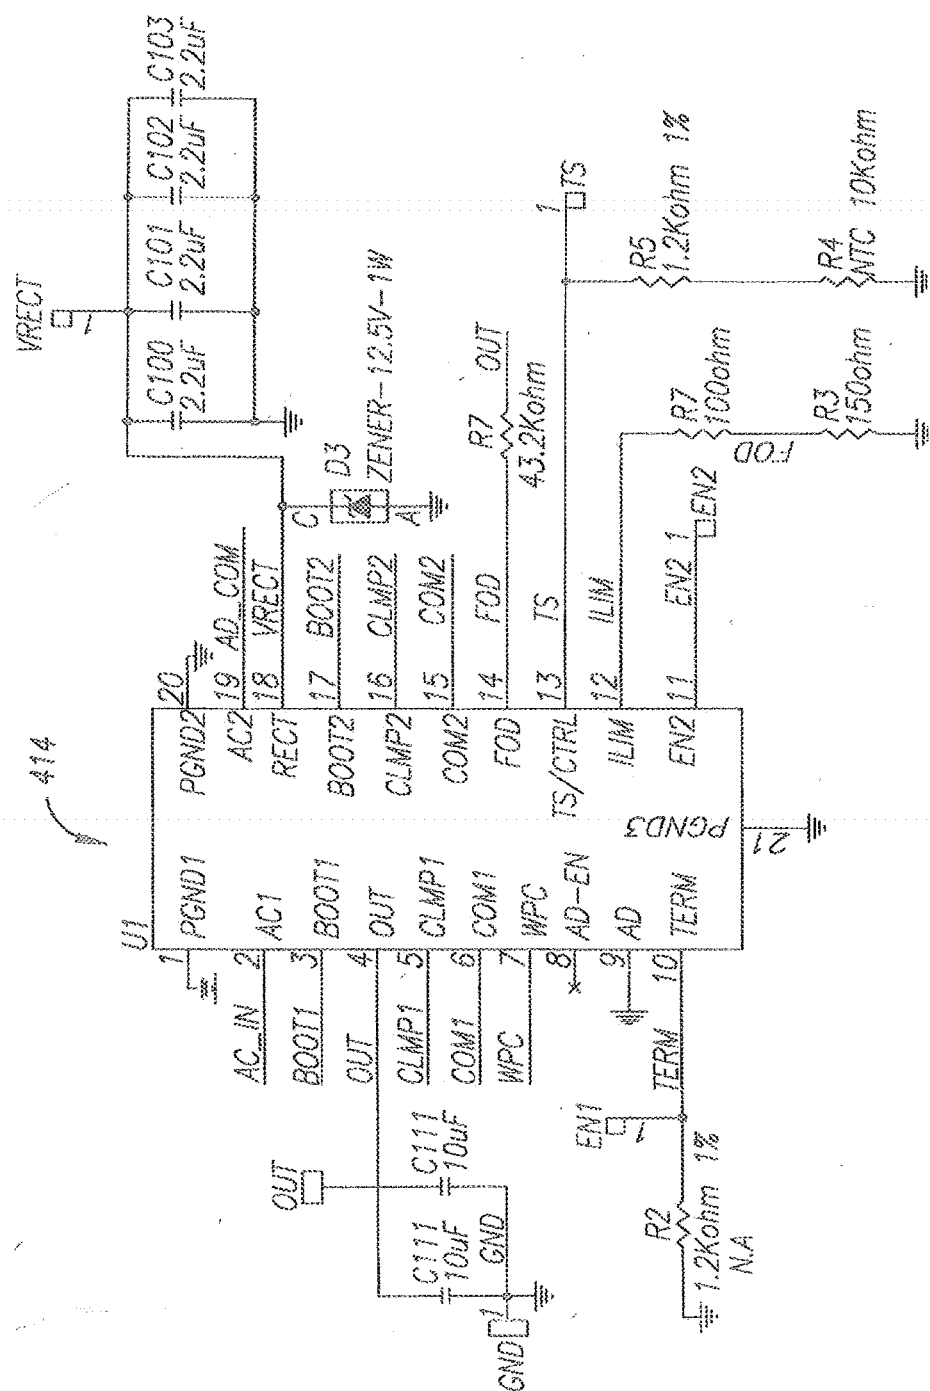 414
U1
1 PGND1
2 AC1
3 BOOT1
4 OUT
5 CLMP1
6 COM1
7 WPC
8 AD-EN
9 AD
10 TERM
PGND2 20
AC2 19
RECT 18
BOOT2 17
CLMP2 16
COM2 15
FOD 14
TS/CTRL 13
ILIM 12
EN2 11
PGND3
21
AC_IN
BOOT1
OUT
CLMP1
COM1
WPC
TERM
OUT
C111
10uF
C111
10uF
GND
1
GND
EN1
1
R2
1.2Kohm 1%
N.A
AD_COM
VRECT
BOOT2
CLMP2
COM2
FOD
TS
ILIM
EN2
VRECT
1
C100
2.2uF
C101
2.2uF
C102
2.2uF
C103
2.2uF
C
A
D3
ZENER-12.5V-1W
R7
43.2Kohm
OUT
1
TS
R5
1.2Kohm 1%
R4
NTC 10Kohm
R7
100ohm
FOD
R3
150ohm
1
EN2